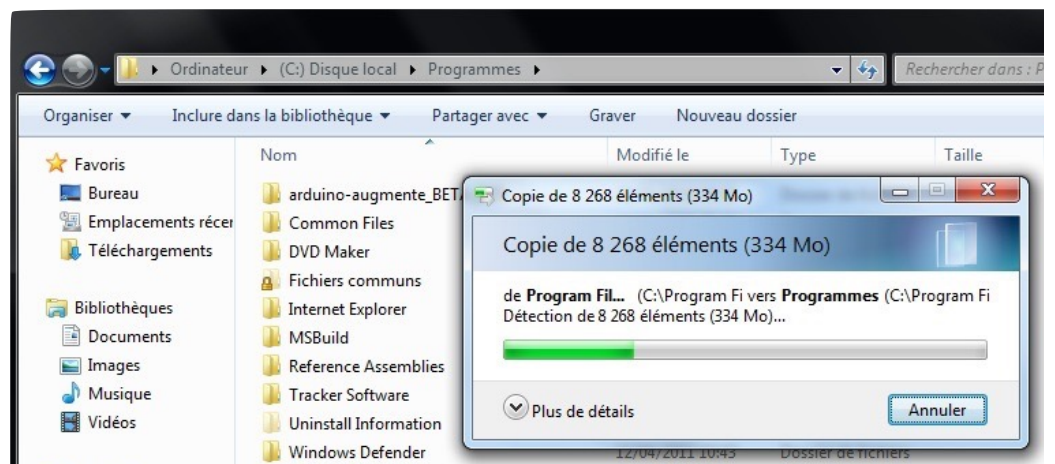 Ordinateur ▸ (C:) Disque local ▸ Programmes ▸
Rechercher dans : P
Organiser Inclure dans la bibliothèque Partager avec Graver Nouveau dossier
Nom Modifié le Type Taille
Favoris
Bureau
Emplacements récer
Téléchargements
Bibliothèques
Documents
Images
Musique
Vidéos
arduino-augmente_BETA
Common Files
DVD Maker
Fichiers communs
Internet Explorer
MSBuild
Reference Assemblies
Tracker Software
Uninstall Information
Windows Defender 12/04/2011 10:43 Dossier de fichiers
Copie de 8 268 éléments (334 Mo)
Copie de 8 268 éléments (334 Mo)
de Program Fil... (C:\Program Fi vers Programmes (C:\Program Fi
Détection de 8 268 éléments (334 Mo)...
Plus de détails
Annuler